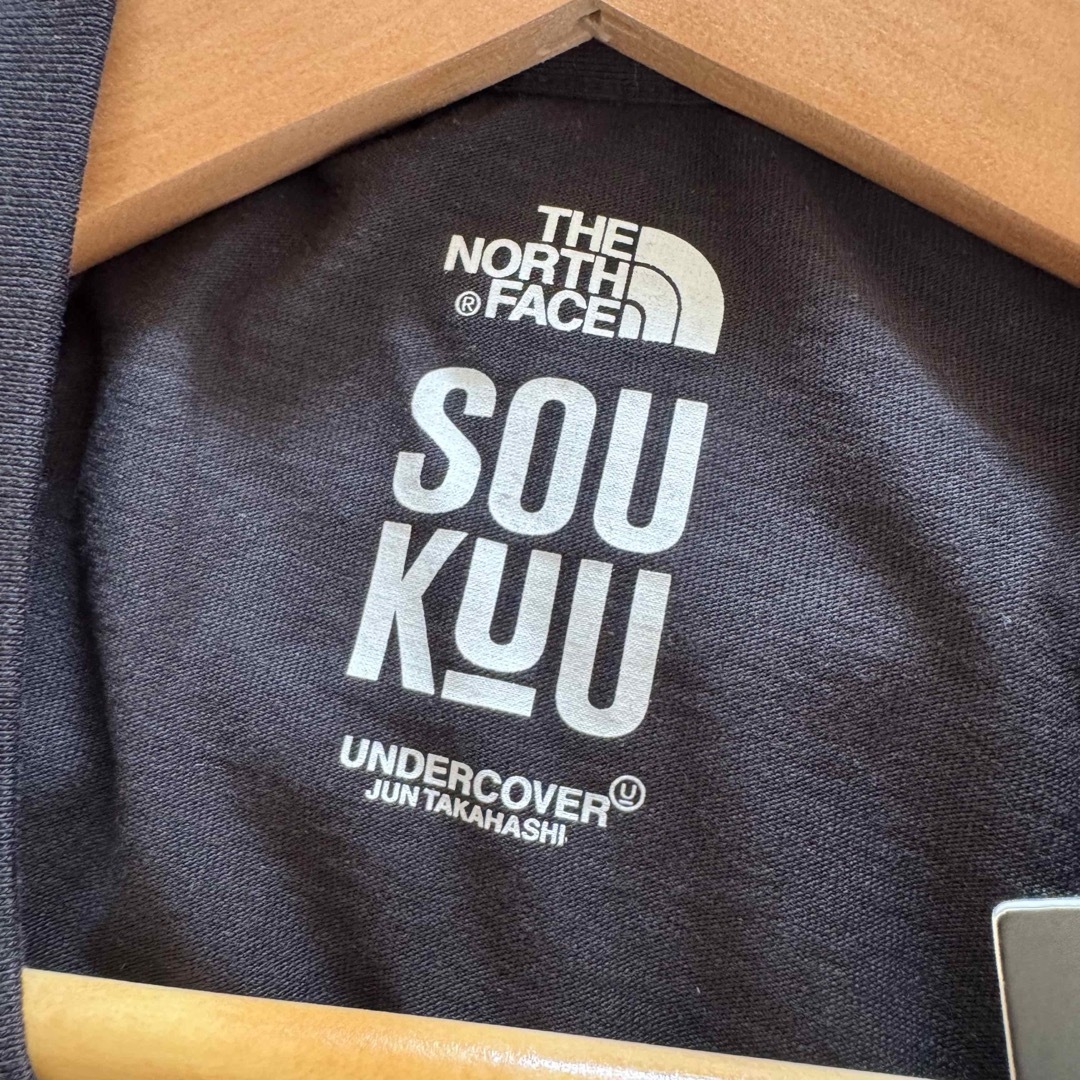 THE
NORTH
® FACE
SOU
KUU
UNDERCOVER Ⓤ
JUN TAKAHASHI